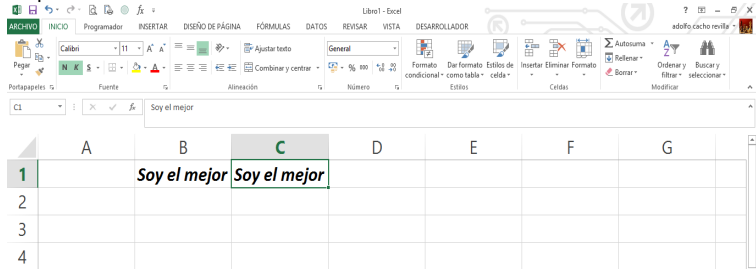 Libro1 - Excel
ARCHIVO INICIO Programador INSERTAR DISEÑO DE PÁGINA FÓRMULAS DATOS REVISAR VISTA DESARROLLADOR adolfo.cacho revilla
Pegar
Calibri 11 A A
N K S A
Ajustar texto
Combinar y centrar
General
% 000
Formato condicional
Dar formato como tabla
Estilos de celda
Insertar Eliminar Formato
Autosuma
Rellenar
Borrar
Ordenar y filtrar
Buscar y seleccionar
Portapapeles Fuente Alineación Número Estilos Celdas Modificar
C1 fx Soy el mejor
A B C D E F G
1 Soy el mejor Soy el mejor
2
3
4